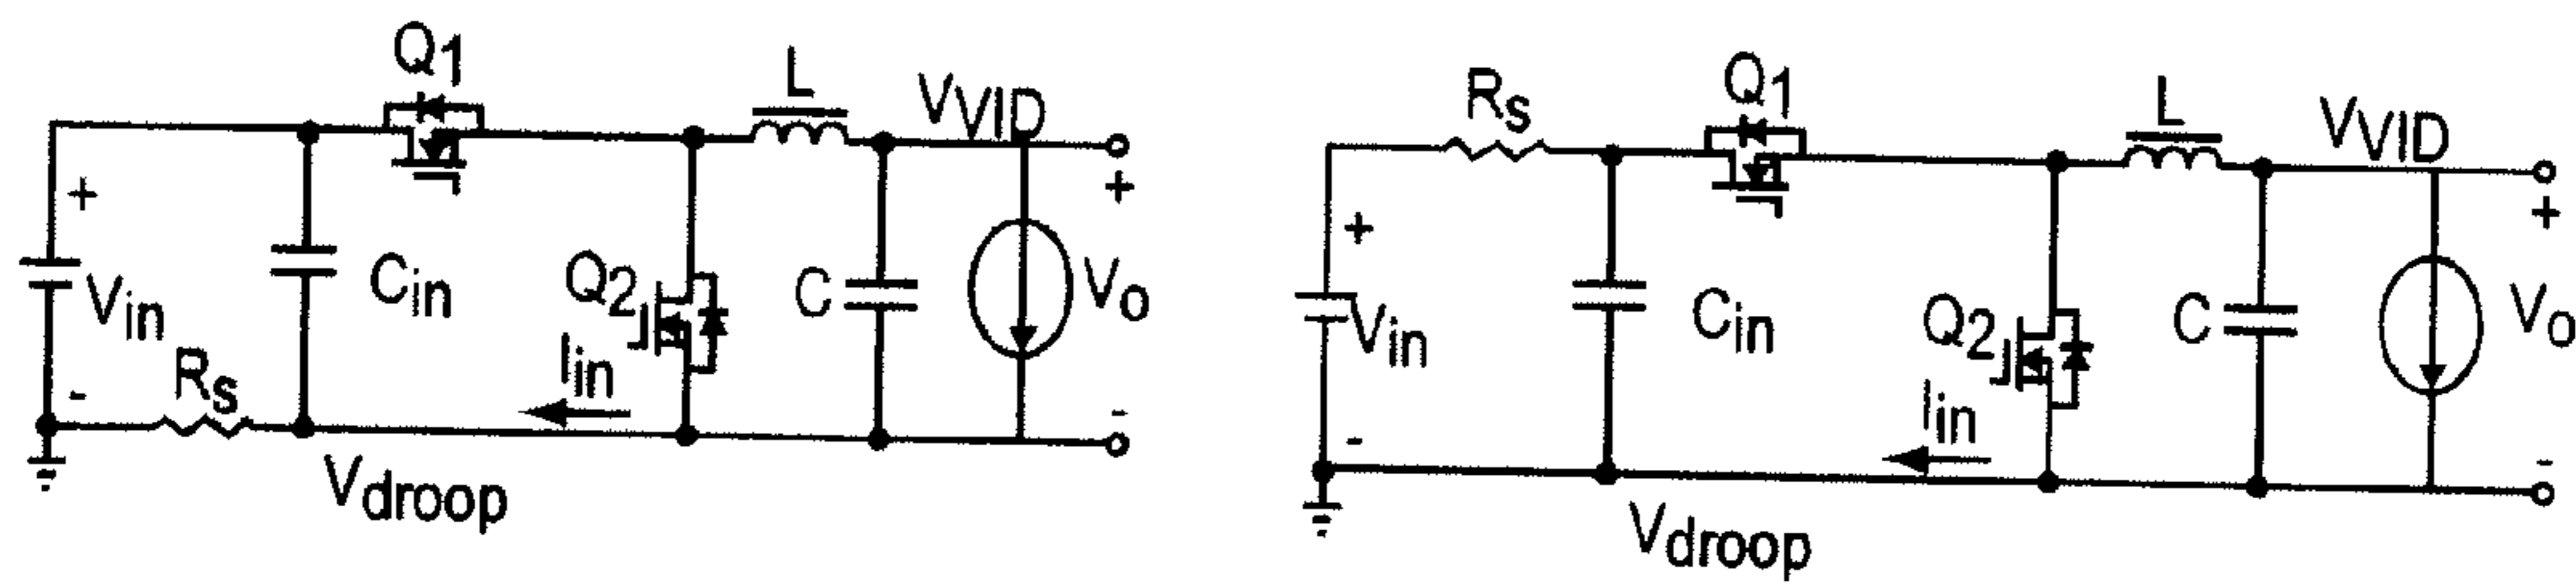 Q1
L
VVID
+
Vin
Cin
Q2
C
+
Vo
Iin
Rs
-
-
Vdroop
Rs
Q1
L
VVID
+
Vin
Cin
Q2
C
+
Vo
Iin
-
-
Vdroop